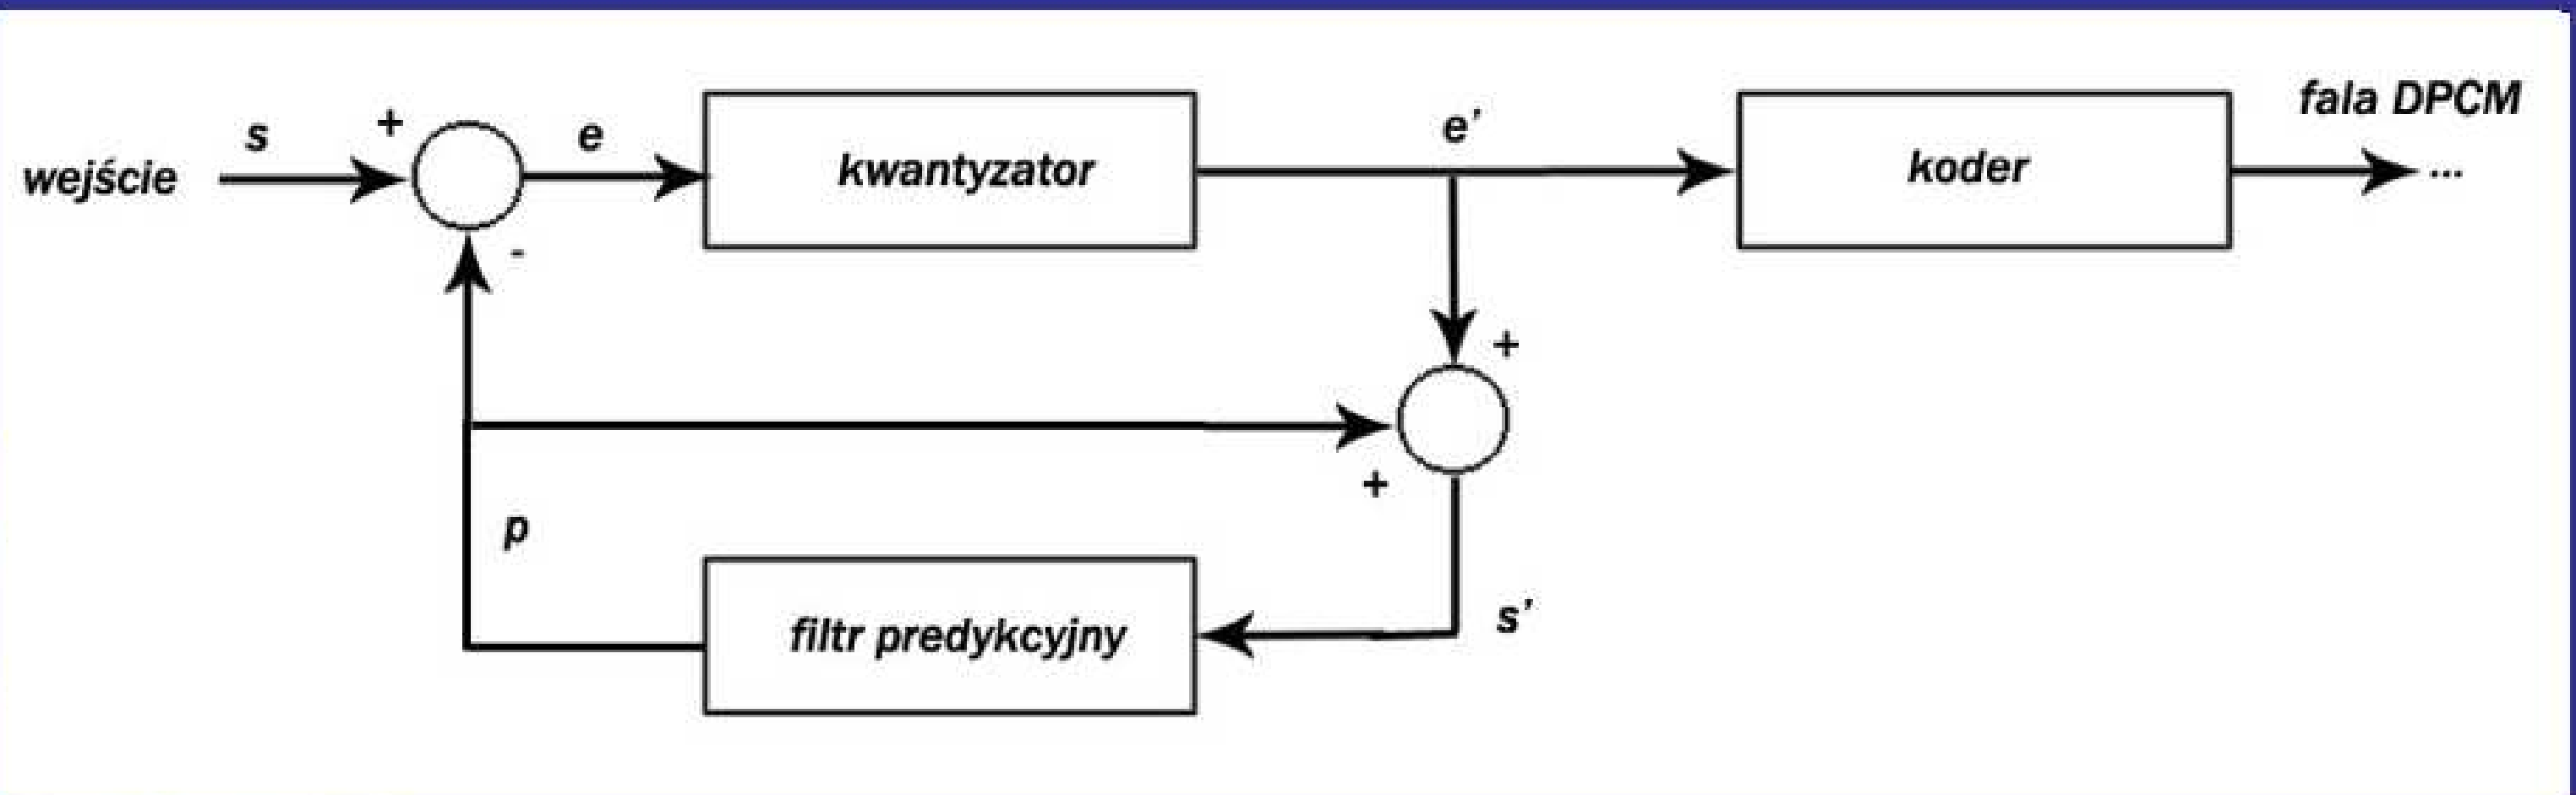 fala DPCM
wejście
s
+
e
kwantyzator
e'
koder
...
-
+
+
p
filtr predykcyjny
s'